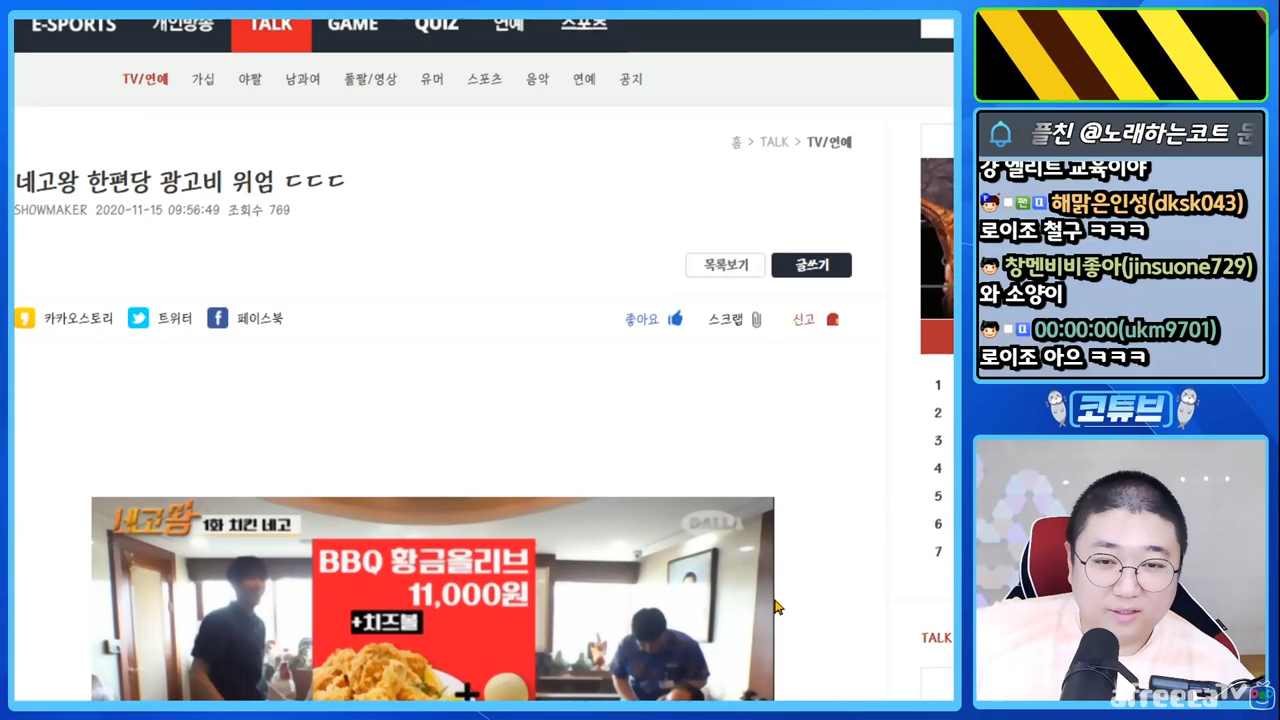 E-SPORTS 개인방송 TALK GAME QUIZ 연예 스포츠
TV/연예 가십 야짤 남과여 풀짤/영상 유머 스포츠 음악 연예 공지
홈 > TALK > TV/연예
네고왕 한편당 광고비 위엄 ㄷㄷㄷ
SHOWMAKER 2020-11-15 09:56:49 조회수 769
목록보기 글쓰기
카카오스토리 트위터 페이스북 좋아요 스크랩 신고
1
2
3
4
5
6
7
TALK
네고왕 1화 치킨 네고
DALLA
BBQ 황금올리브
11,000원
+치즈볼
+
플친 @노래하는코트
걍 엘리트 교육이야
해맑은인성(dksk043)
로이조 철구 ㅋㅋㅋ
창멘비비좋아(jinsuone729)
와 소양이
00:00:00(ukm9701)
로이조 아으 ㅋㅋㅋ
코튜브
afreecaTV